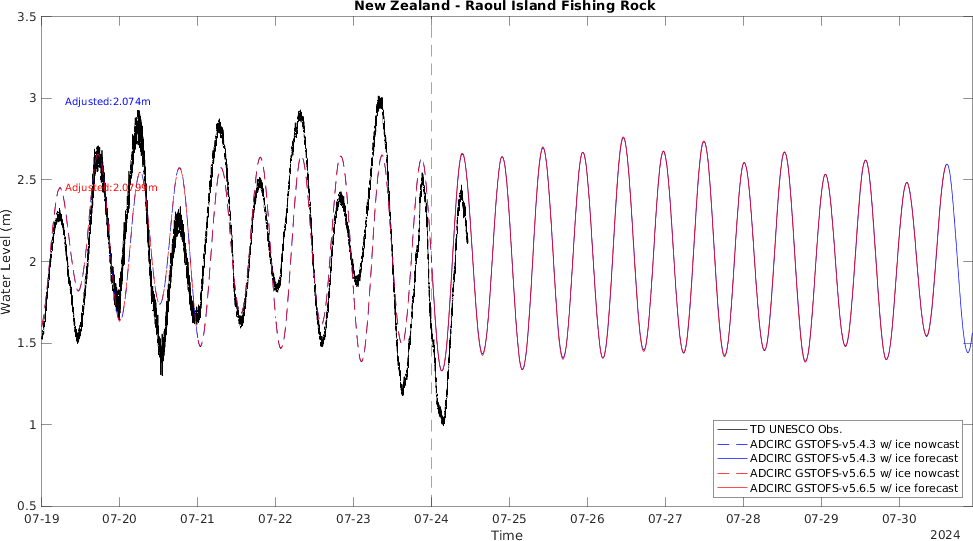 New Zealand - Raoul Island Fishing Rock
3.5
3
2.5
2
1.5
1
0.5
Water Level (m)
Adjusted:2.074m
Adjusted:2.0799m
TD UNESCO Obs.
ADCIRC GSTOFS-v5.4.3 w/ ice nowcast
ADCIRC GSTOFS-v5.4.3 w/ ice forecast
ADCIRC GSTOFS-v5.6.5 w/ ice nowcast
ADCIRC GSTOFS-v5.6.5 w/ ice forecast
07-19 07-20 07-21 07-22 07-23 07-24 07-25 07-26 07-27 07-28 07-29 07-30
Time
2024